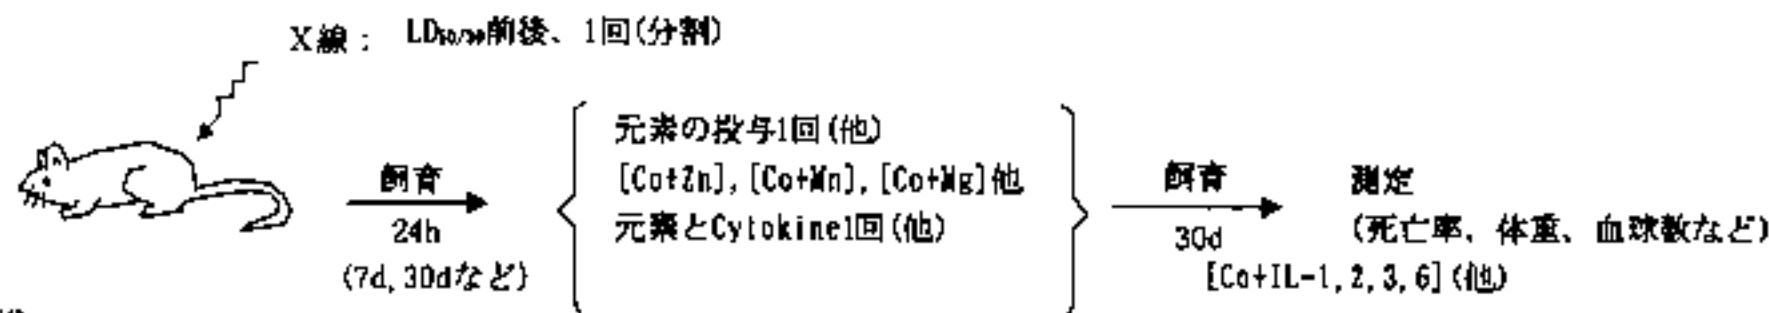 X線： LD50/30前後、1回(分割)
元素の投与1回(他)
飼育
[Co+Zn],[Co+Mn],[Co+Mg]他
飼育
測定
24h
元素とCytokine1回(他)
30d
(死亡率、体重、血球数など)
(7d,30dなど)
[Co+IL-1,2,3,6](他)